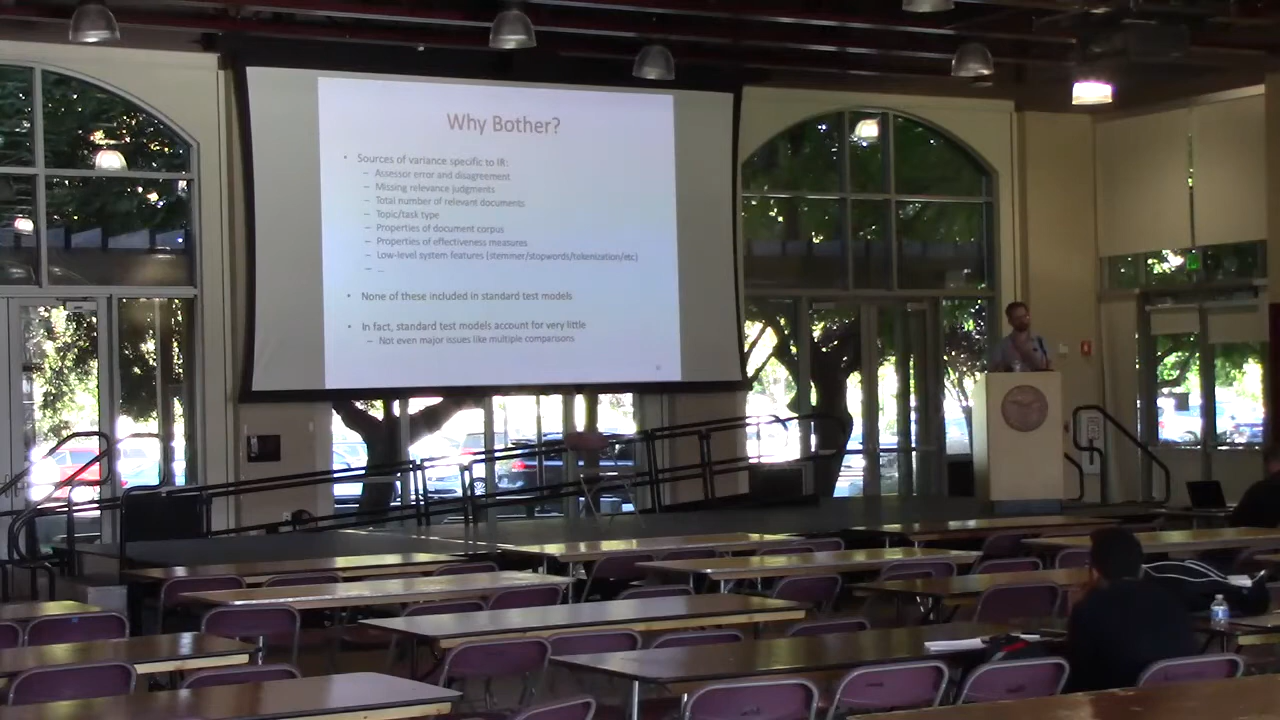 Why Bother?
• Sources of variance specific to IR:
– Assessor error and disagreement
– Missing relevance judgments
– Total number of relevant documents
– Topic/task type
– Properties of document corpus
– Properties of effectiveness measures
– Low-level system features (stemmer/stopwords/tokenization/etc)
– ...
• None of these included in standard test models
• In fact, standard test models account for very little
– Not even major issues like multiple comparisons